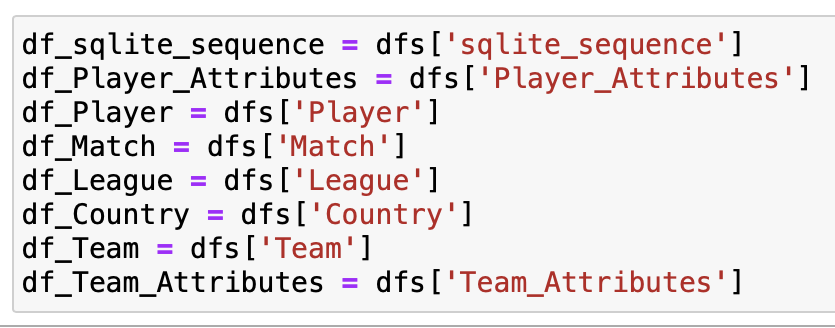 df_sqlite_sequence = dfs['sqlite_sequence']
df_Player_Attributes = dfs['Player_Attributes']
df_Player = dfs['Player']
df_Match = dfs['Match']
df_League = dfs['League']
df_Country = dfs['Country']
df_Team = dfs['Team']
df_Team_Attributes = dfs['Team_Attributes']